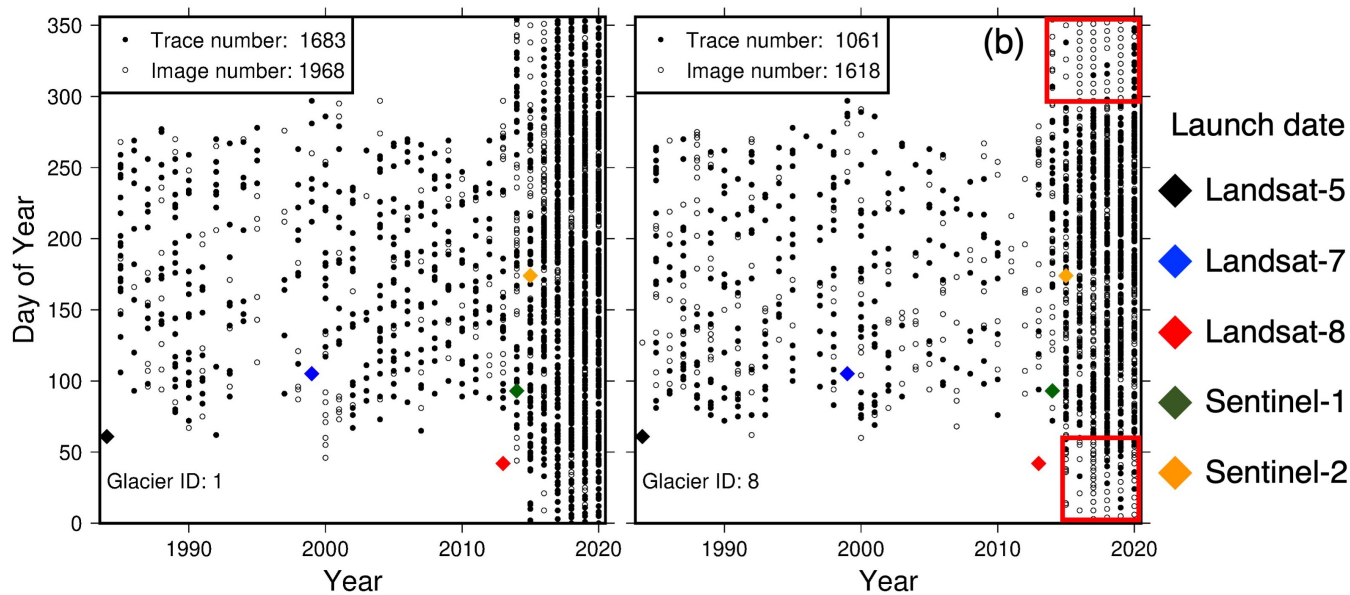 350
300
250
200
150
100
50
0
Day of Year
Trace number: 1683
Image number: 1968
Glacier ID: 1
1990
2000
2010
2020
Year
Trace number: 1061
Image number: 1618
(b)
Glacier ID: 8
1990
2000
2010
2020
Year
Launch date
Landsat-5
Landsat-7
Landsat-8
Sentinel-1
Sentinel-2